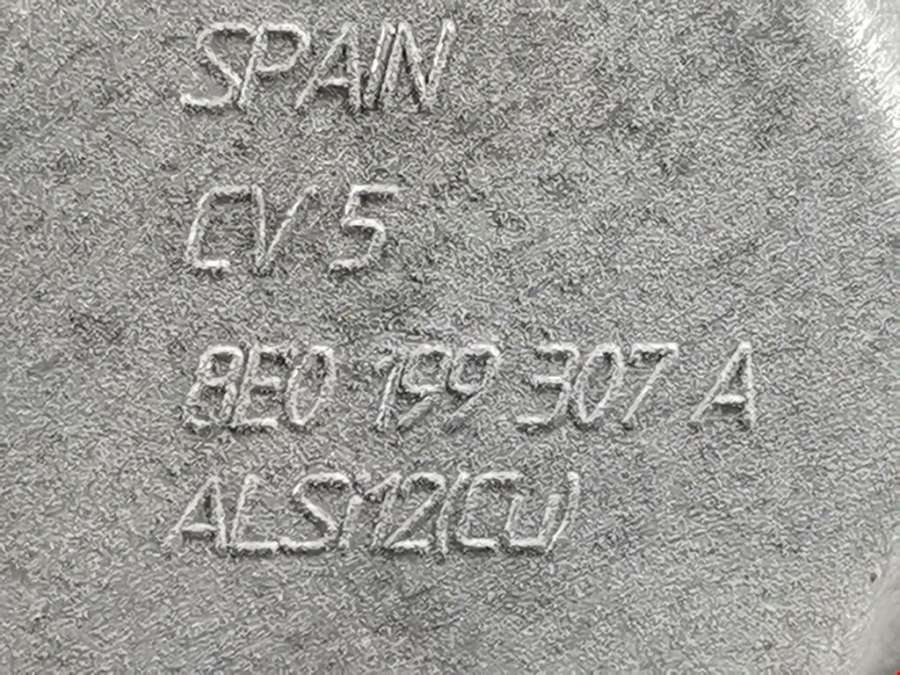 SPAIN
CV 5
8E0 199 307 A
ALSi12(Cu)